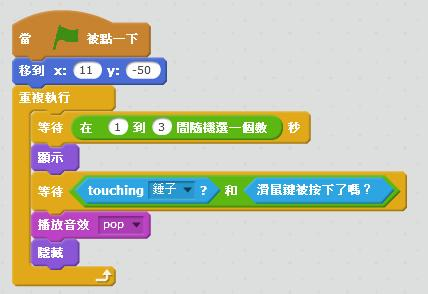 當 被點一下
移到 x: 11 y: -50
重複執行
等待 在 1 到 3 間隨機選一個數 秒
顯示
等待 touching 錘子 ? 和 滑鼠鍵被按下了嗎？
播放音效 pop
隱藏